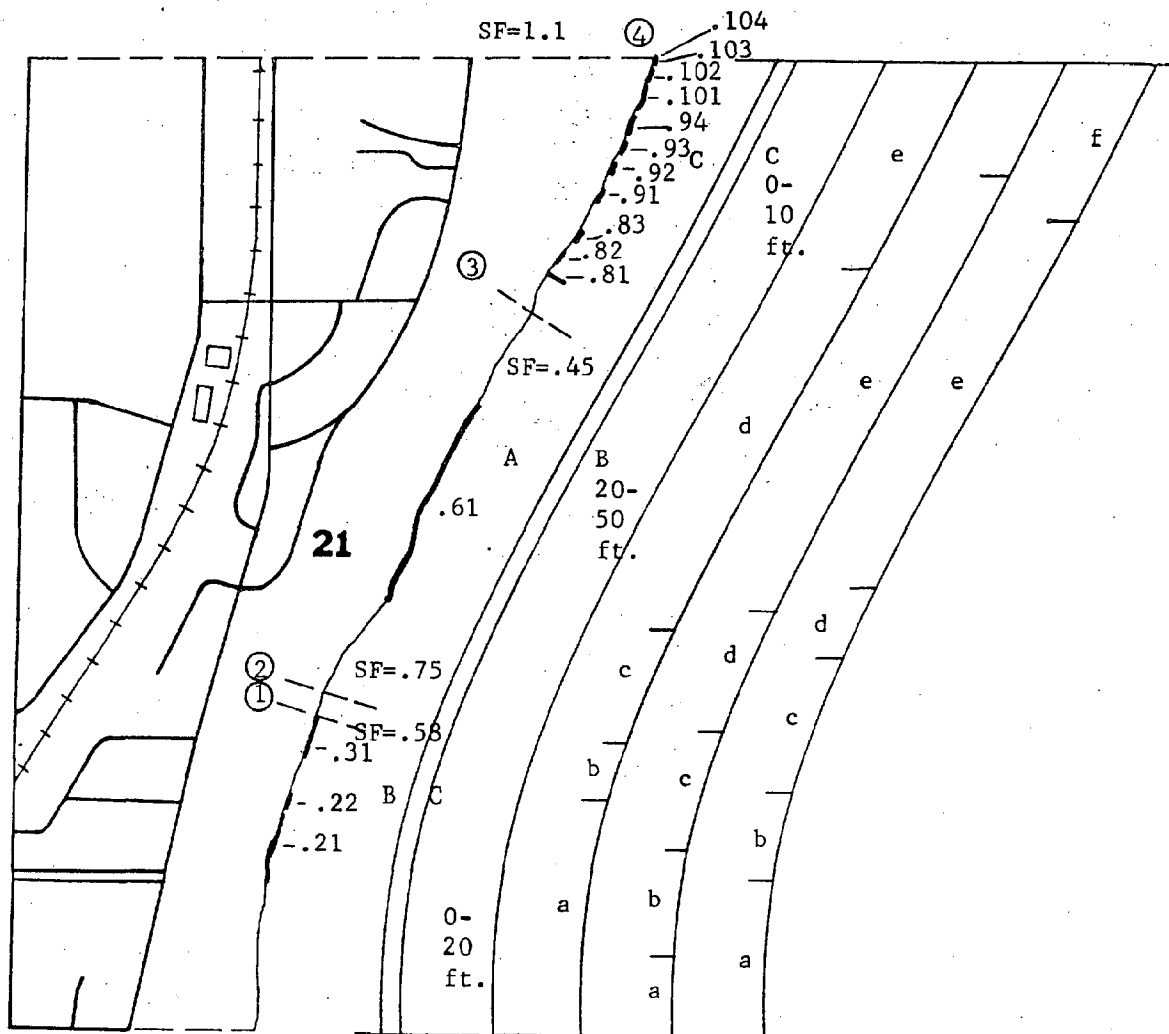 SF=1.1
④
.104
.103
-.102
-.101
.94
-.93
C
-.92
-.91
-.83
-.82
-.81
③
C
0-
10
ft.
e
f
SF=.45
e
e
d
A
B
20-
50
ft.
.61
21
②
①
SF=.75
SF=.58
c
d
d
c
-.31
b
c
B
C
-.22
-.21
b
a
b
0-
20
ft.
a
a